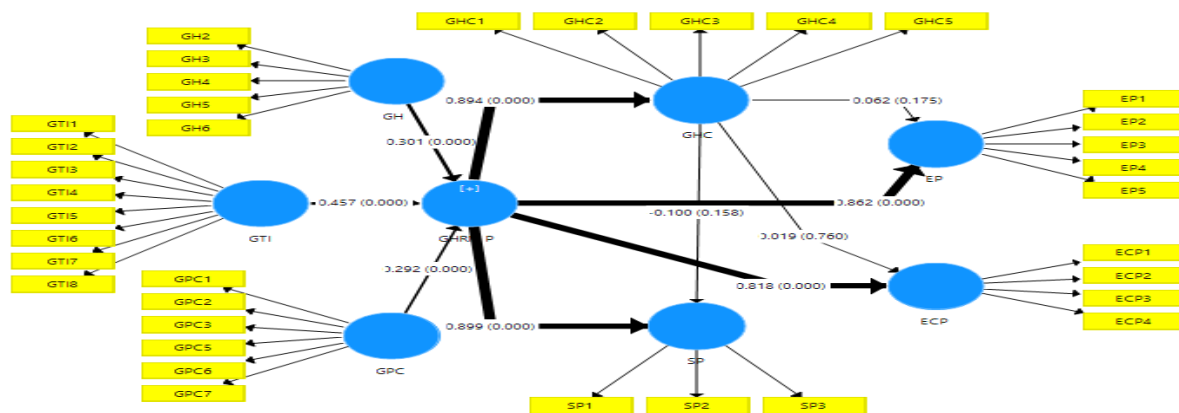 GHC1
GHC2
GHC3
GHC4
GHC5
GH2
GH3
GH4
GH5
GH6
GH
0.894 (0.000)
GHC
0.062 (0.175)
EP1
EP2
EP3
EP4
EP5
EP
GTI1
GTI2
GTI3
GTI4
GTI5
GTI6
GTI7
GTI8
GTI
0.301 (0.000)
0.457 (0.000)
[+]
0.862 (0.000)
-0.100 (0.158)
0.019 (0.760)
GPC1
GPC2
GPC3
GPC5
GPC6
GPC7
GPC
0.292 (0.000)
0.818 (0.000)
0.899 (0.000)
ECP1
ECP2
ECP3
ECP4
ECP
SP
SP1
SP2
SP3